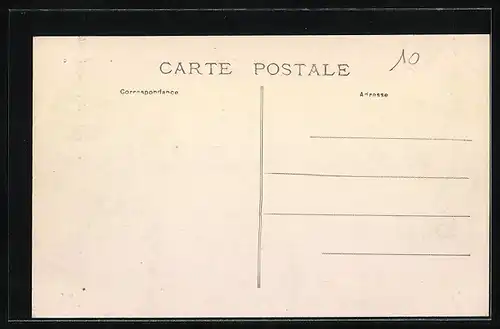 CARTE POSTALE
10
Correspondance
Adresse